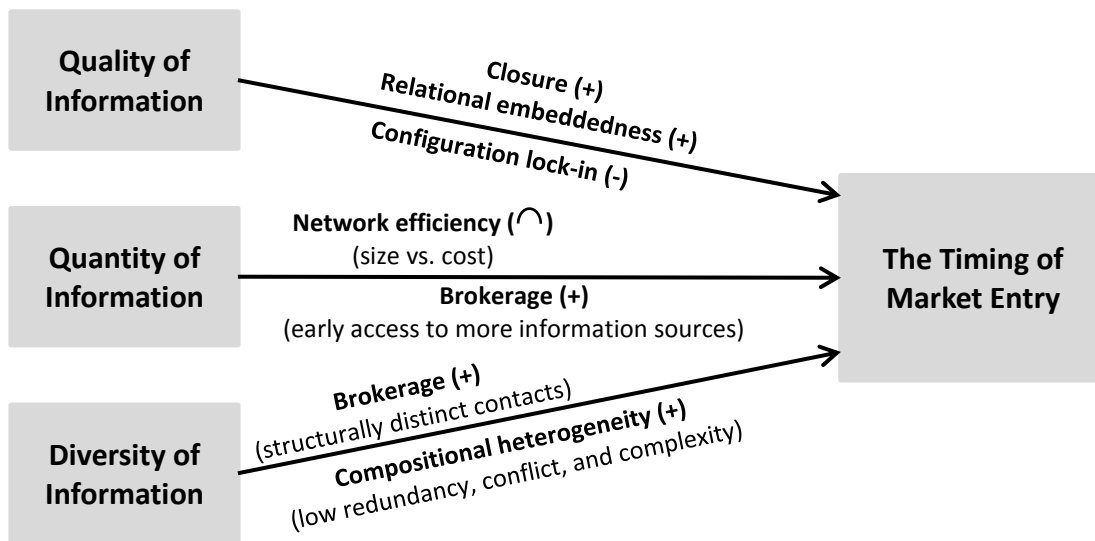 Quality of
Information
Closure (+)
Relational embeddedness (+)
Configuration lock-in (-)
Network efficiency (⌒)
(size vs. cost)
Quantity of
Information
Brokerage (+)
(early access to more information sources)
The Timing of
Market Entry
Brokerage (+)
(structurally distinct contacts)
Compositional heterogeneity (+)
(low redundancy, conflict, and complexity)
Diversity of
Information